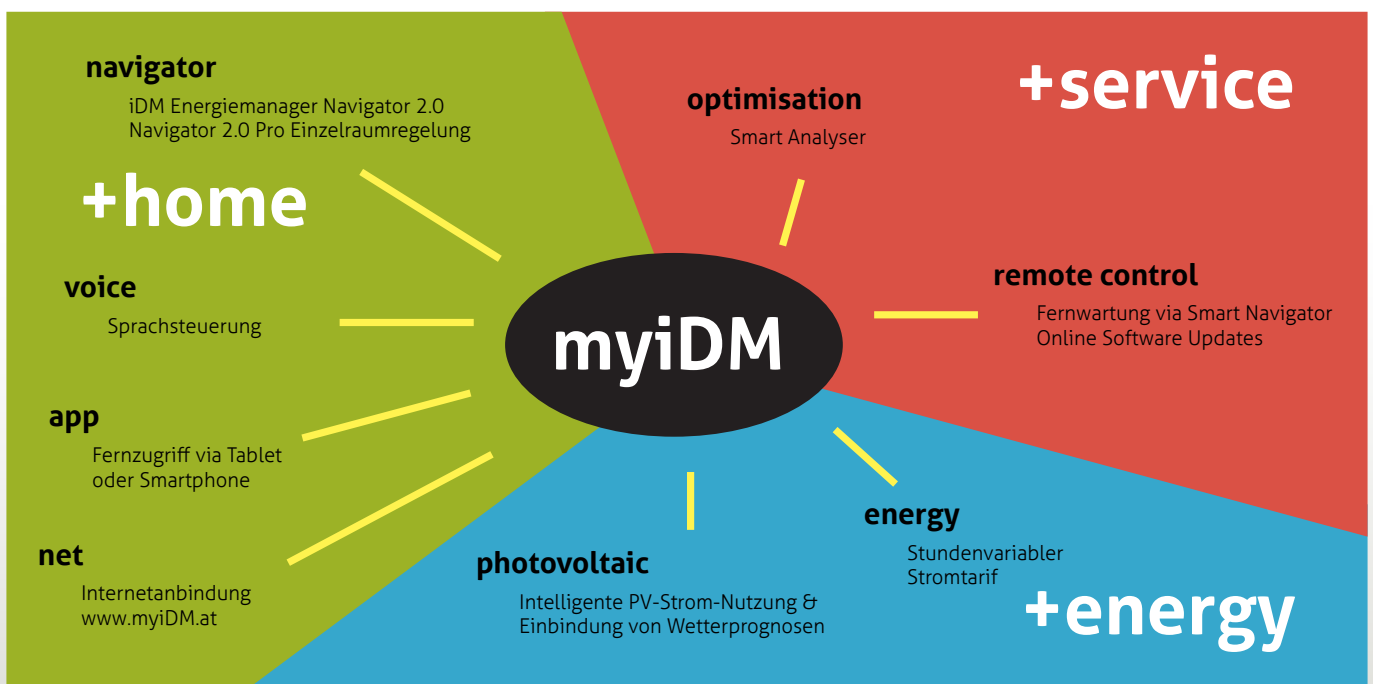 navigator
iDM Energiemanager Navigator 2.0
Navigator 2.0 Pro Einzelraumregelung
+home
voice
Sprachsteuerung
app
Fernzugriff via Tablet
oder Smartphone
net
Internetanbindung
www.myiDM.at
myiDM
+service
optimisation
Smart Analyser
remote control
Fernwartung via Smart Navigator
Online Software Updates
photovoltaic
Intelligente PV-Strom-Nutzung &
Einbindung von Wetterprognosen
energy
Stundenvariabler
Stromtarif
+energy